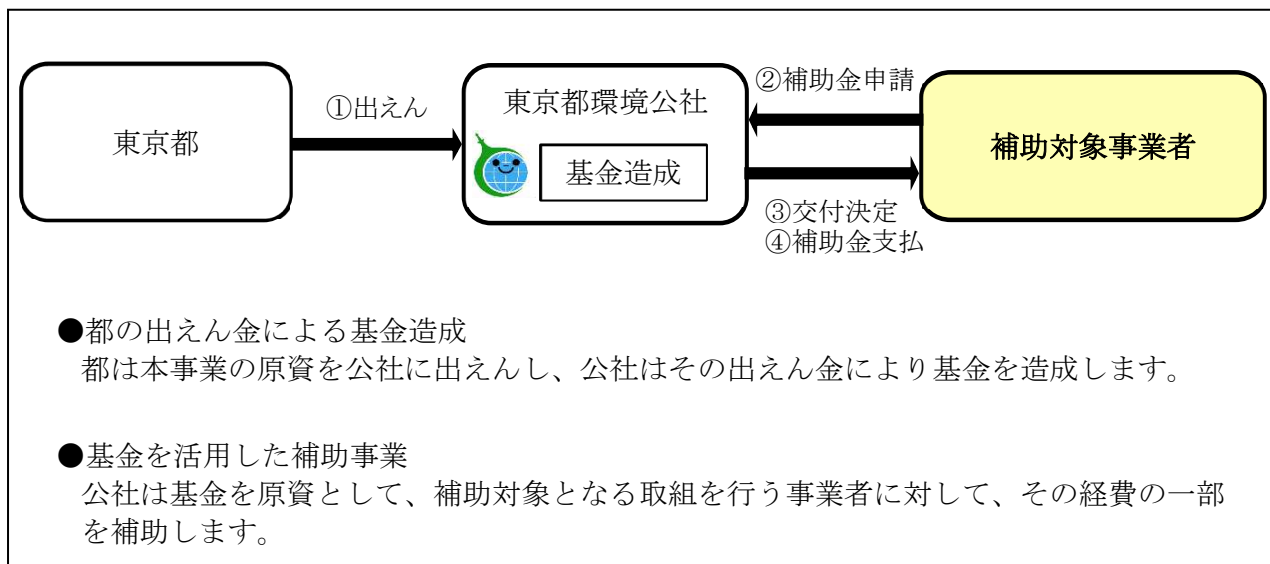 東京都
①出えん
東京都環境公社
基金造成
②補助金申請
③交付決定
④補助金支払
補助対象事業者
●都の出えん金による基金造成
都は本事業の原資を公社に出えんし、公社はその出えん金により基金を造成します。
●基金を活用した補助事業
公社は基金を原資として、補助対象となる取組を行う事業者に対して、その経費の一部
を補助します。